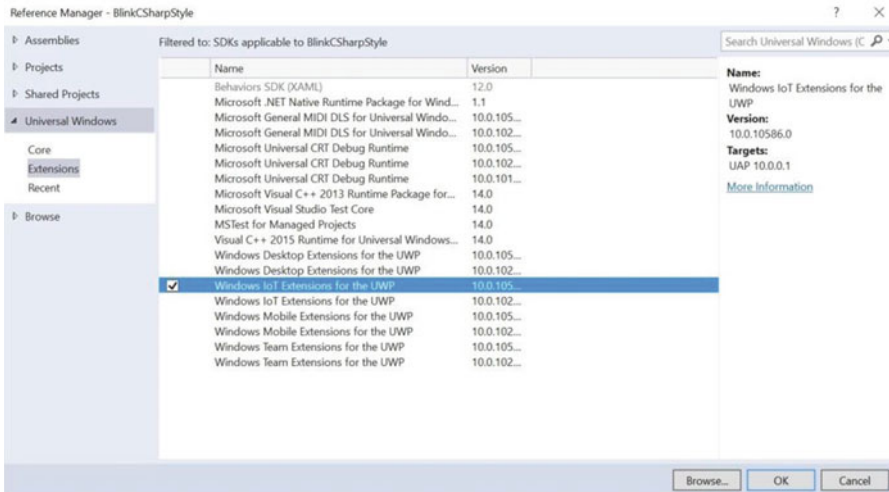 Reference Manager - BlinkCSharpStyle
Assemblies
Projects
Shared Projects
Universal Windows
Core
Extensions
Recent
Browse
Filtered to: SDKs applicable to BlinkCSharpStyle
Name Version
Behaviors SDK (XAML) 12.0
Microsoft .NET Native Runtime Package for Wind... 1.1
Microsoft General MIDI DLS for Universal Windo... 10.0.105...
Microsoft General MIDI DLS for Universal Windo... 10.0.102...
Microsoft Universal CRT Debug Runtime 10.0.105...
Microsoft Universal CRT Debug Runtime 10.0.102...
Microsoft Universal CRT Debug Runtime 10.0.101...
Microsoft Visual C++ 2013 Runtime Package for... 14.0
Microsoft Visual Studio Test Core 14.0
MSTest for Managed Projects 14.0
Visual C++ 2015 Runtime for Universal Windows... 14.0
Windows Desktop Extensions for the UWP 10.0.105...
Windows Desktop Extensions for the UWP 10.0.102...
Windows IoT Extensions for the UWP 10.0.105...
Windows IoT Extensions for the UWP 10.0.102...
Windows Mobile Extensions for the UWP 10.0.105...
Windows Mobile Extensions for the UWP 10.0.102...
Windows Team Extensions for the UWP 10.0.105...
Windows Team Extensions for the UWP 10.0.102...
Search Universal Windows (C
Name:
Windows IoT Extensions for the
UWP
Version:
10.0.10586.0
Targets:
UAP 10.0.0.1
More Information
Browse... OK Cancel